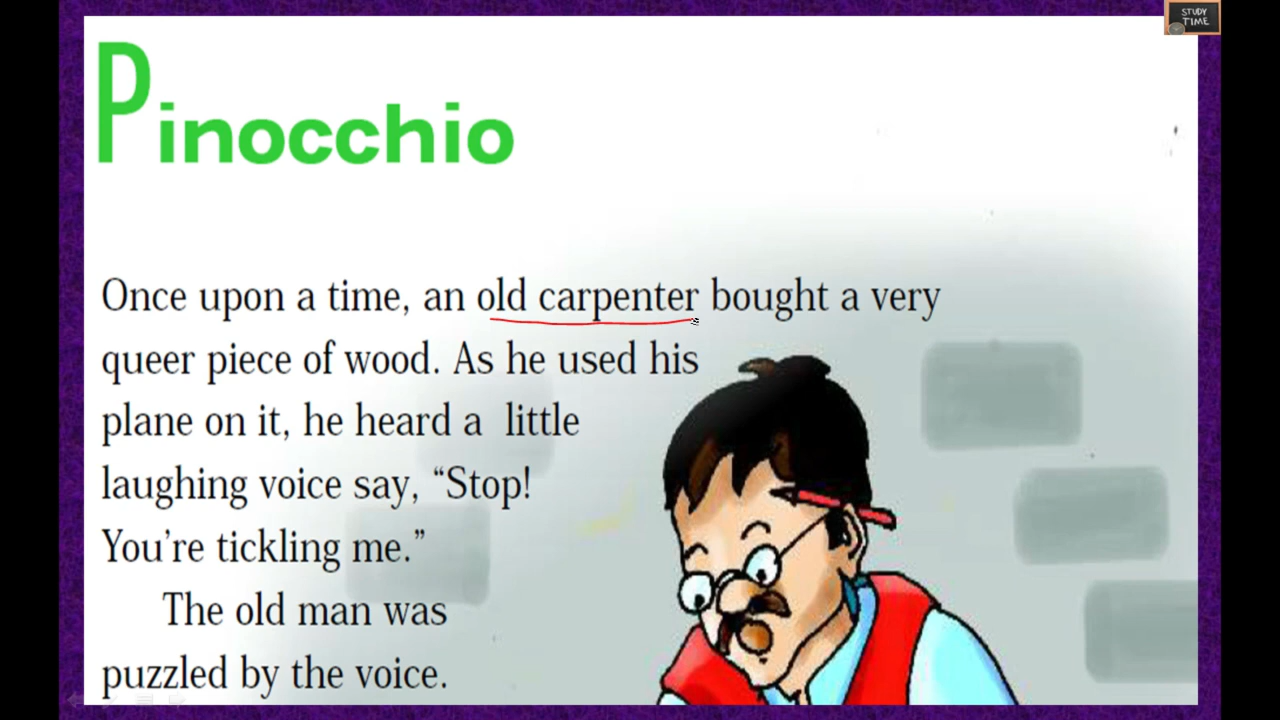 STUDY
TIME
Pinocchio
Once upon a time, an old carpenter bought a very
queer piece of wood. As he used his
plane on it, he heard a little
laughing voice say, “Stop!
You’re tickling me.”
The old man was
puzzled by the voice.